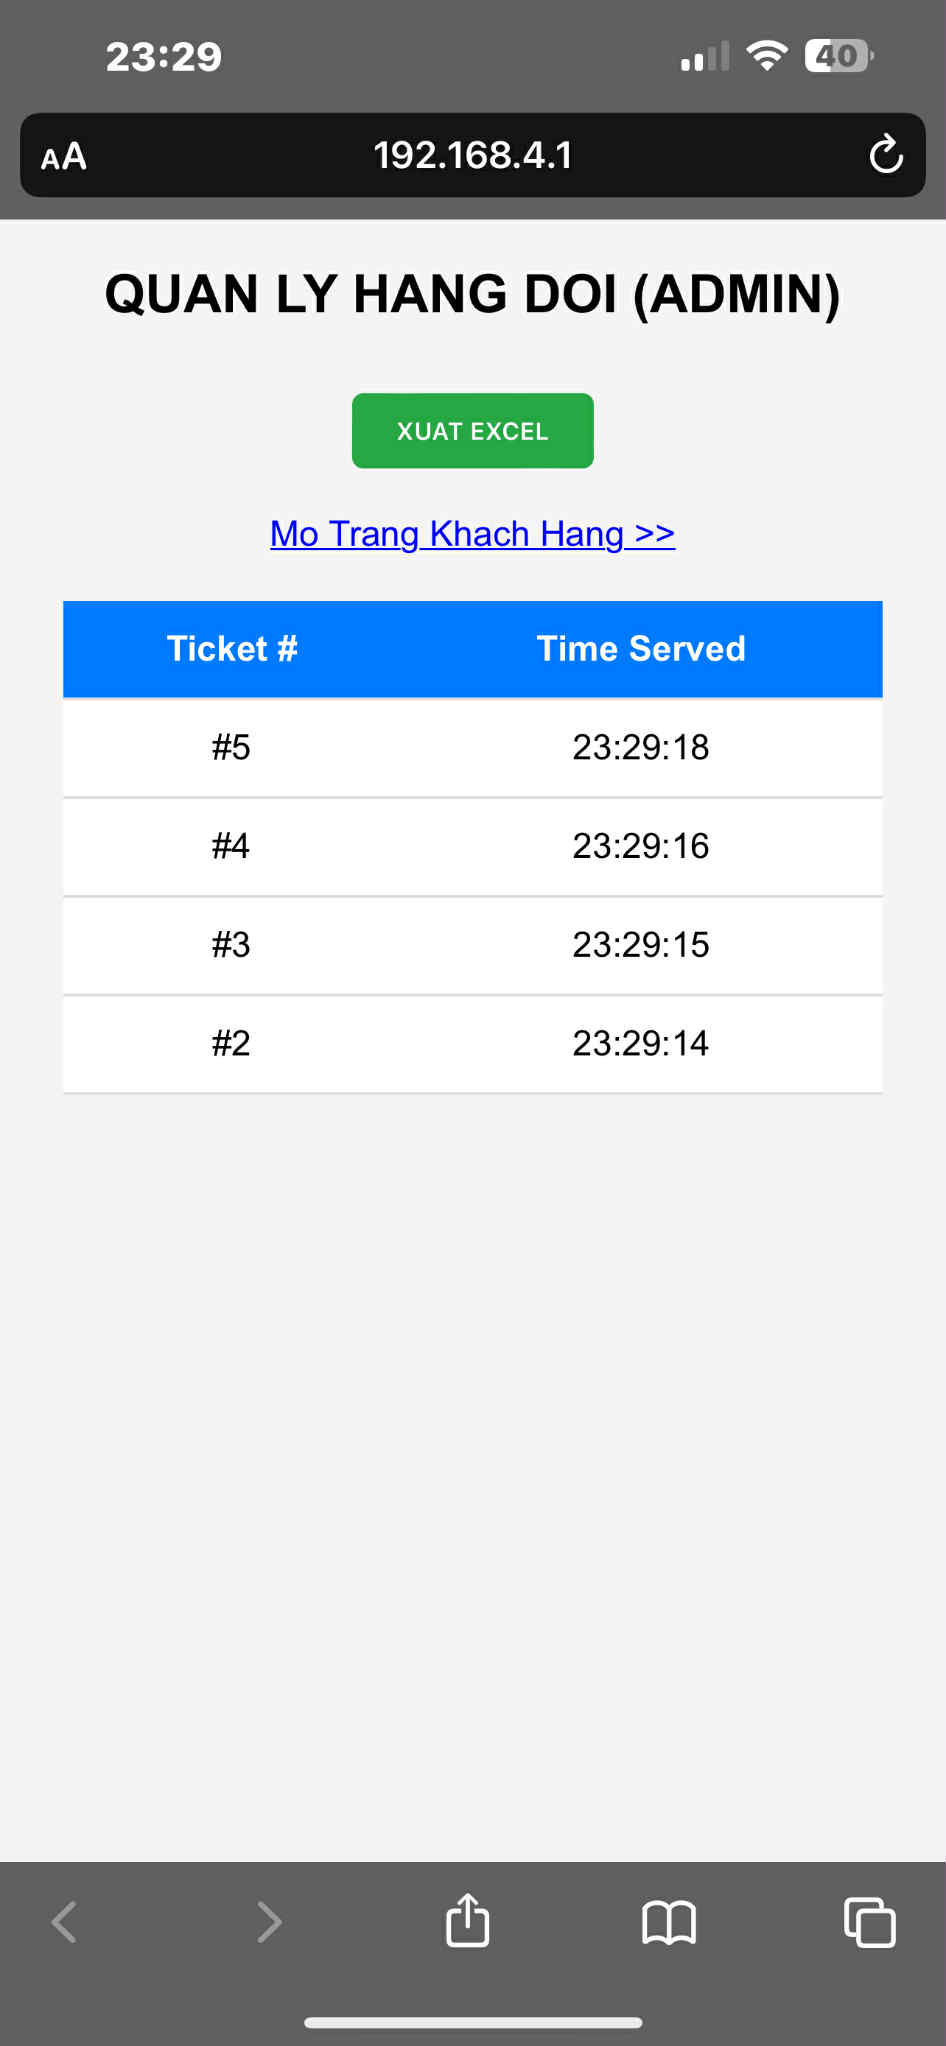 23:29
40
AA
192.168.4.1
QUAN LY HANG DOI (ADMIN)
XUAT EXCEL
Mo Trang Khach Hang >>
Ticket # Time Served
#5 23:29:18
#4 23:29:16
#3 23:29:15
#2 23:29:14